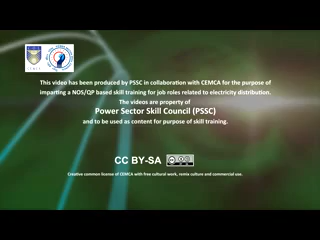 This video has been produced by PSSC in collaboration with CEMCA for the purpose of
imparting a NOS/QP based skill training for job roles related to electricity distribution.
The videos are property of
Power Sector Skill Council (PSSC)
and to be used as content for purpose of skill training.
CC BY-SA
Creative common license of CEMCA with free cultural work, remix culture and commercial use.